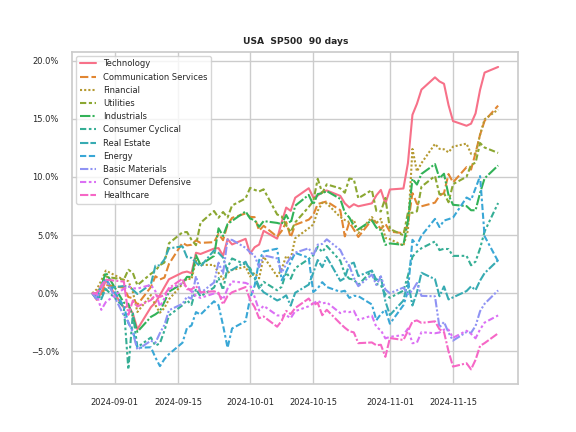 USA  SP500  90 days
20.0%
15.0%
10.0%
5.0%
0.0%
−5.0%
Technology
Communication Services
Financial
Utilities
Industrials
Consumer Cyclical
Real Estate
Energy
Basic Materials
Consumer Defensive
Healthcare
2024-09-01 2024-09-15 2024-10-01 2024-10-15 2024-11-01 2024-11-15